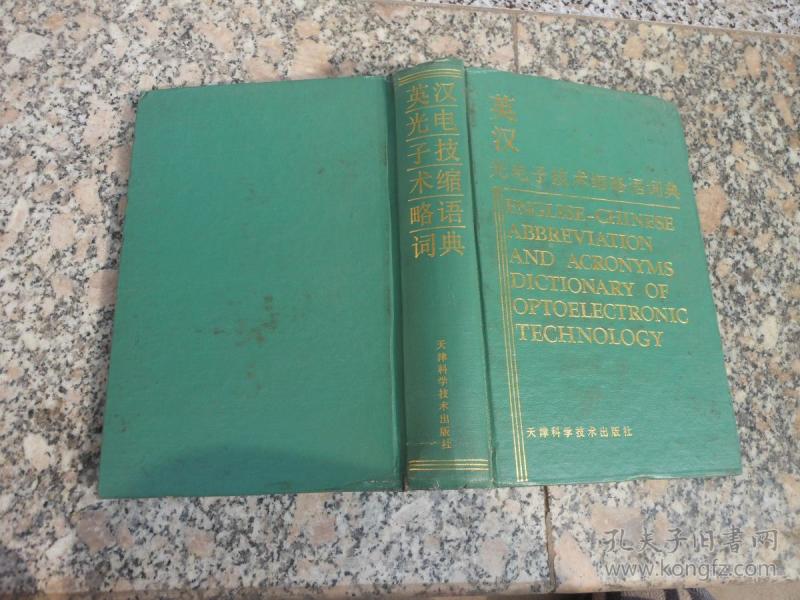 英汉
光电
子技
术缩
略语
词典
天津科学技术出版社
英
汉
光电子技术缩略语词典
ENGLESE-CHINESE
ABBREVIATION
AND ACRONYMS
DICTIONARY OF
OPTOELECTRONIC
TECHNOLOGY
天津科学技术出版社
孔夫子旧书网
www.kongfz.com